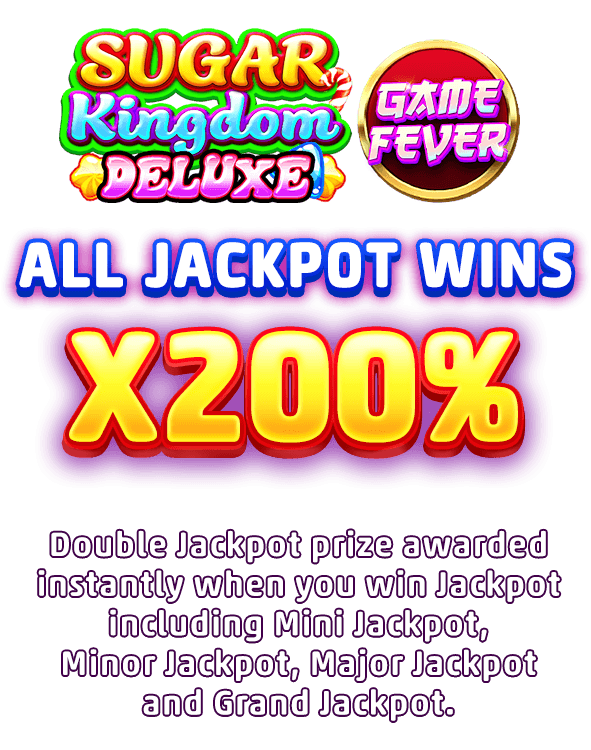 SUGAR
Kingdom
DELUXE
GAME
FEVER
ALL JACKPOT WINS
X200%
Double Jackpot prize awarded
instantly when you win Jackpot
including Mini Jackpot,
Minor Jackpot, Major Jackpot
and Grand Jackpot.